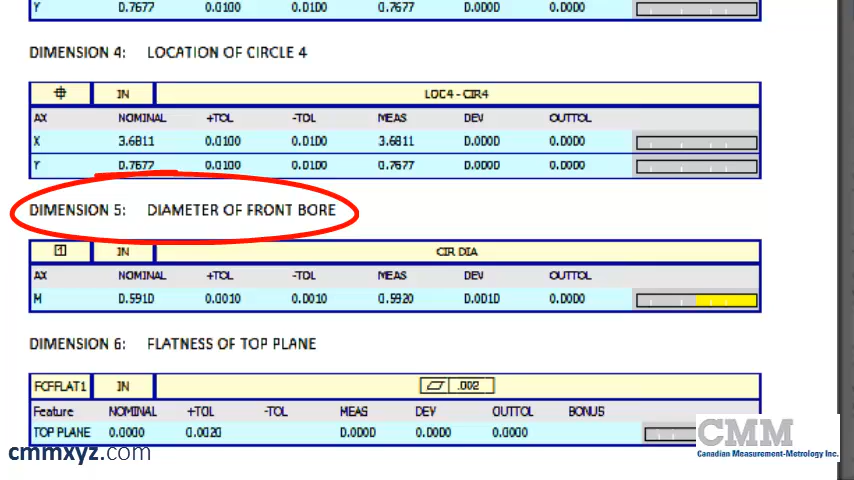 Y 0.7677 0.0100 0.0100 0.7677 0.0000 0.0000
DIMENSION 4: LOCATION OF CIRCLE 4
IN LOC4 - CIR4
AX NOMINAL +TOL -TOL MEAS DEV OUTTOL
X 3.6811 0.0100 0.0100 3.6811 0.0000 0.0000
Y 0.7677 0.0100 0.0100 0.7677 0.0000 0.0000
DIMENSION 5: DIAMETER OF FRONT BORE
IN CIR DIA
AX NOMINAL +TOL -TOL MEAS DEV OUTTOL
M 0.5910 0.0010 0.0010 0.5920 0.0010 0.0000
DIMENSION 6: FLATNESS OF TOP PLANE
FCFFLAT1 IN .002
Feature NOMINAL +TOL -TOL MEAS DEV OUTTOL BONUS
TOP PLANE 0.0000 0.0020 0.0000 0.0000 0.0000
cmmxyz.com
CMM
Canadian Measurement-Metrology Inc.